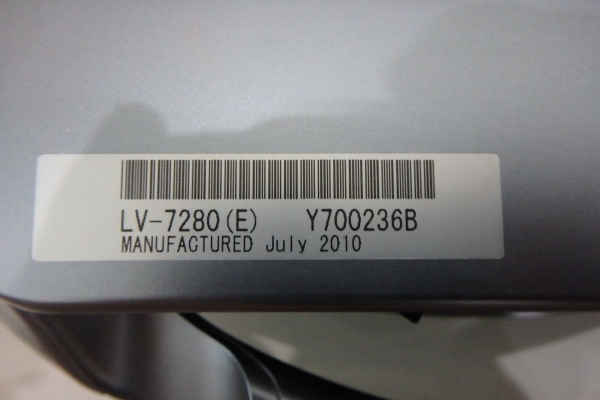 LV-7280(E) Y700236B
MANUFACTURED July 2010